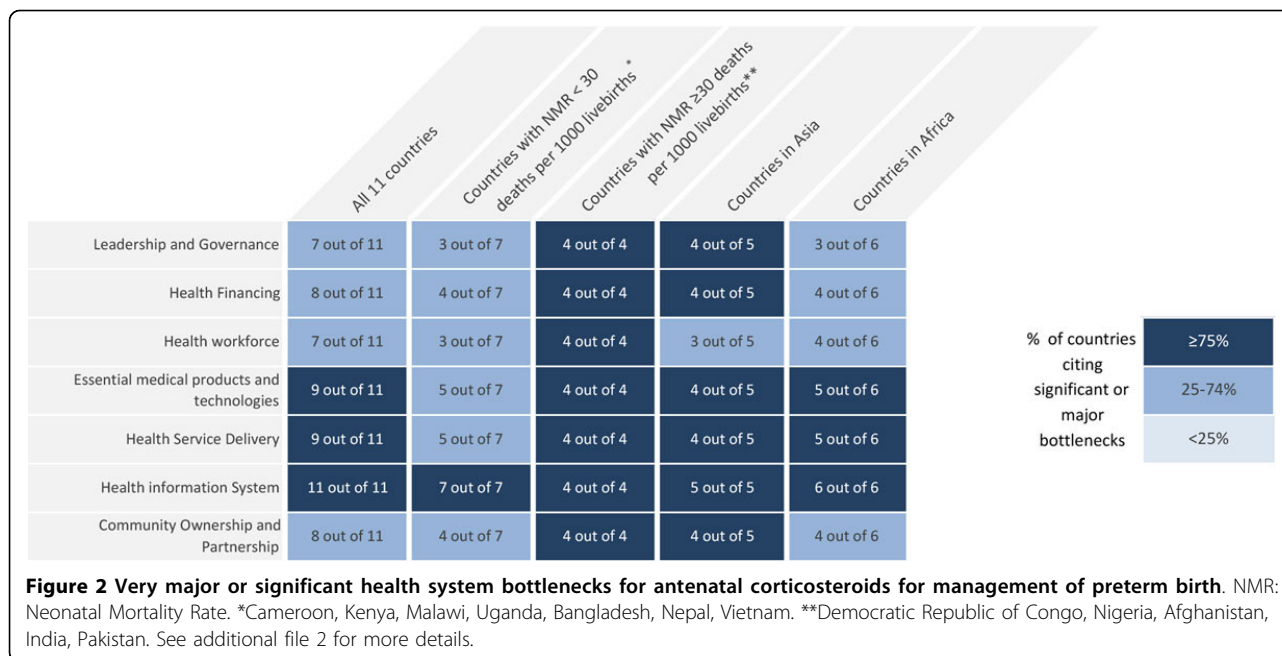 All 11 countries
Countries with NMR < 30
deaths per 1000 livebirths *
Countries with NMR ≥30 deaths
per 1000 livebirths**
Countries in Asia
Countries in Africa
Leadership and Governance 7 out of 11 3 out of 7 4 out of 4 4 out of 5 3 out of 6
Health Financing 8 out of 11 4 out of 7 4 out of 4 4 out of 5 4 out of 6
Health workforce 7 out of 11 3 out of 7 4 out of 4 3 out of 5 4 out of 6
Essential medical products and
technologies 9 out of 11 5 out of 7 4 out of 4 4 out of 5 5 out of 6
Health Service Delivery 9 out of 11 5 out of 7 4 out of 4 4 out of 5 5 out of 6
Health information System 11 out of 11 7 out of 7 4 out of 4 5 out of 5 6 out of 6
Community Ownership and
Partnership 8 out of 11 4 out of 7 4 out of 4 4 out of 5 4 out of 6
% of countries
citing
significant or
major
bottlenecks
≥75%
25-74%
<25%
Figure 2 Very major or significant health system bottlenecks for antenatal corticosteroids for management of preterm birth. NMR:
Neonatal Mortality Rate. *Cameroon, Kenya, Malawi, Uganda, Bangladesh, Nepal, Vietnam. **Democratic Republic of Congo, Nigeria, Afghanistan,
India, Pakistan. See additional file 2 for more details.